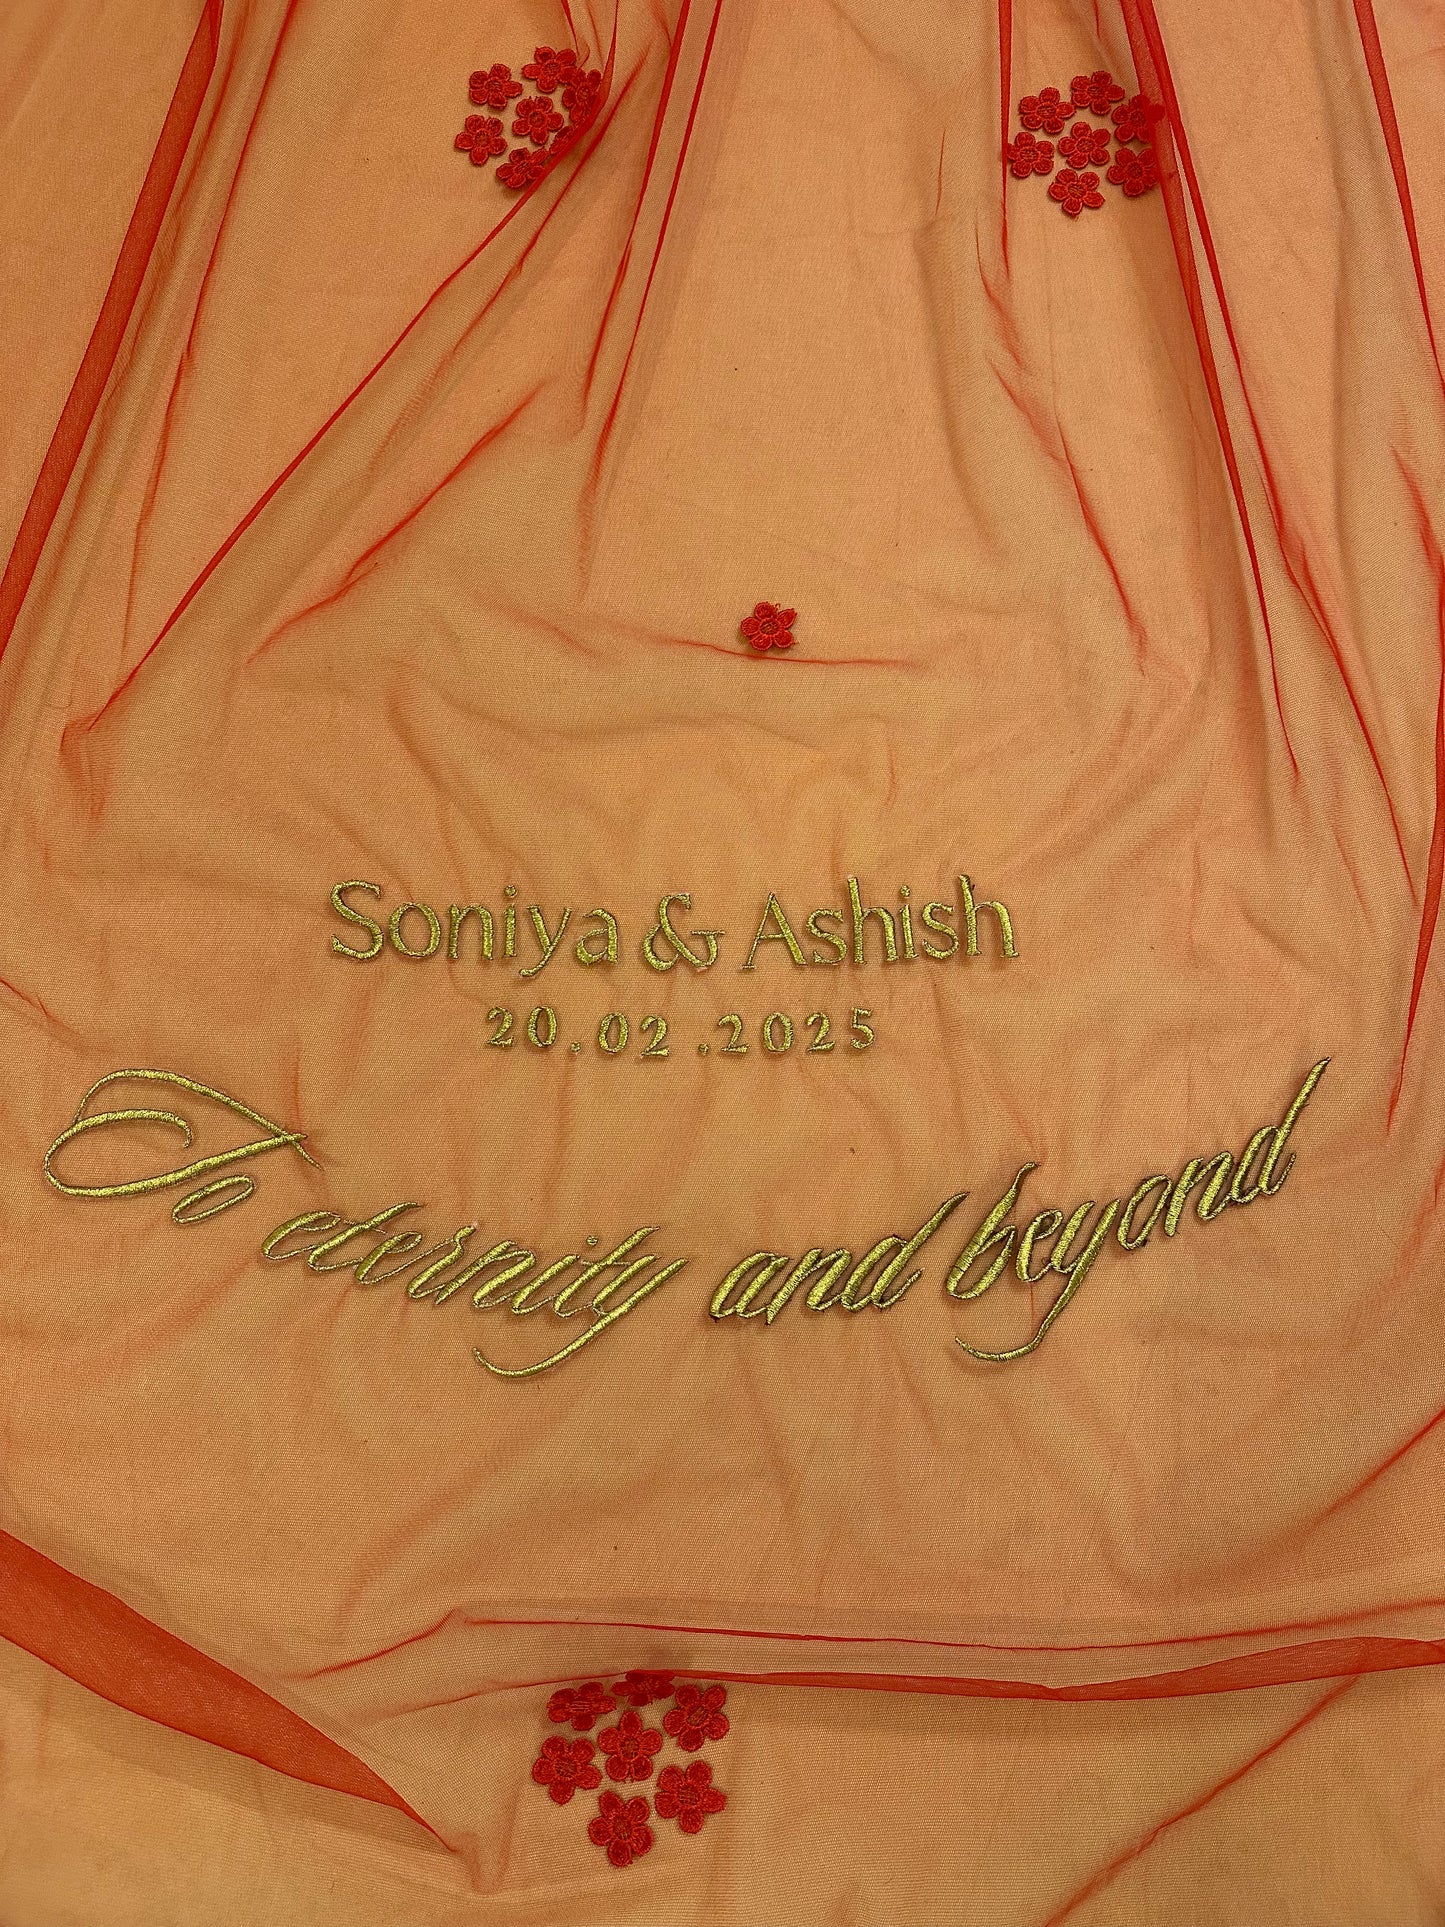 Soniya & Ashish
20.02.2025
To eternity and beyond